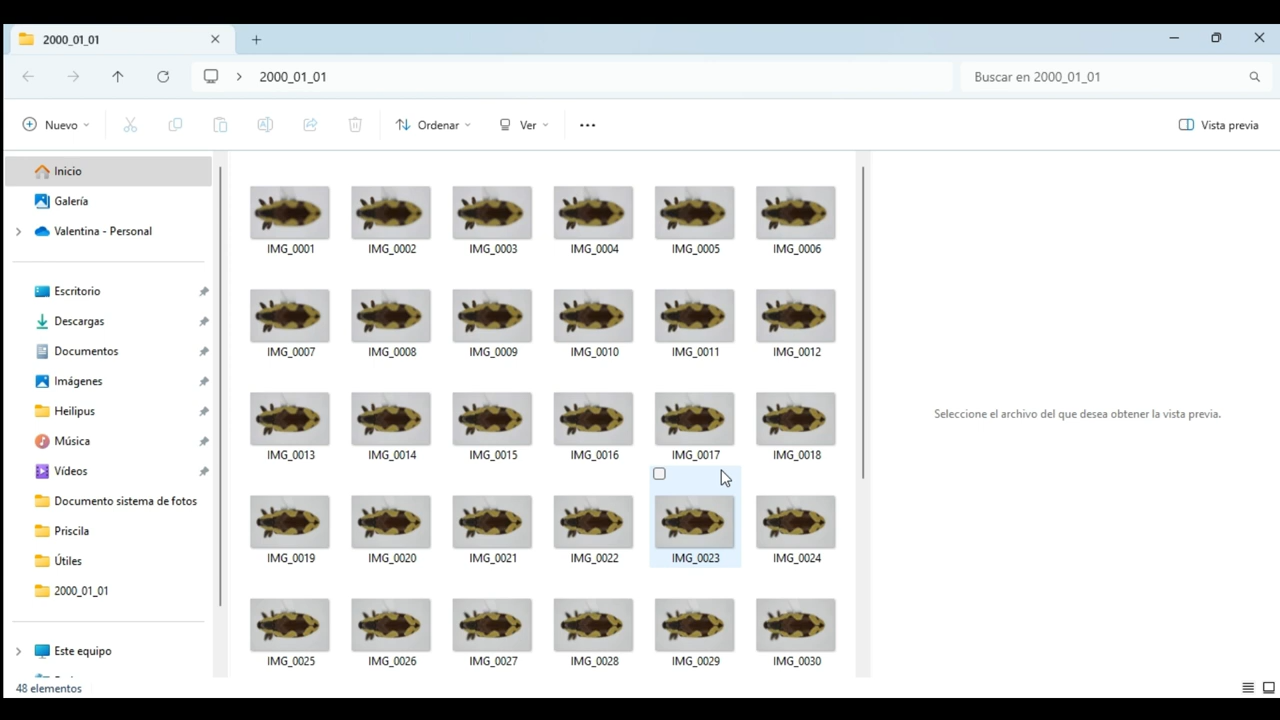 2000_01_01
2000_01_01
Buscar en 2000_01_01
Nuevo
Ordenar
Ver
Vista previa
Inicio
Galería
Valentina - Personal
Escritorio
Descargas
Documentos
Imágenes
Heilipus
Música
Vídeos
Documento sistema de fotos
Priscila
Útiles
2000_01_01
Este equipo
48 elementos
IMG_0001 IMG_0002 IMG_0003 IMG_0004 IMG_0005 IMG_0006
IMG_0007 IMG_0008 IMG_0009 IMG_0010 IMG_0011 IMG_0012
IMG_0013 IMG_0014 IMG_0015 IMG_0016 IMG_0017 IMG_0018
IMG_0019 IMG_0020 IMG_0021 IMG_0022 IMG_0023 IMG_0024
IMG_0025 IMG_0026 IMG_0027 IMG_0028 IMG_0029 IMG_0030
Seleccione el archivo del que desea obtener la vista previa.